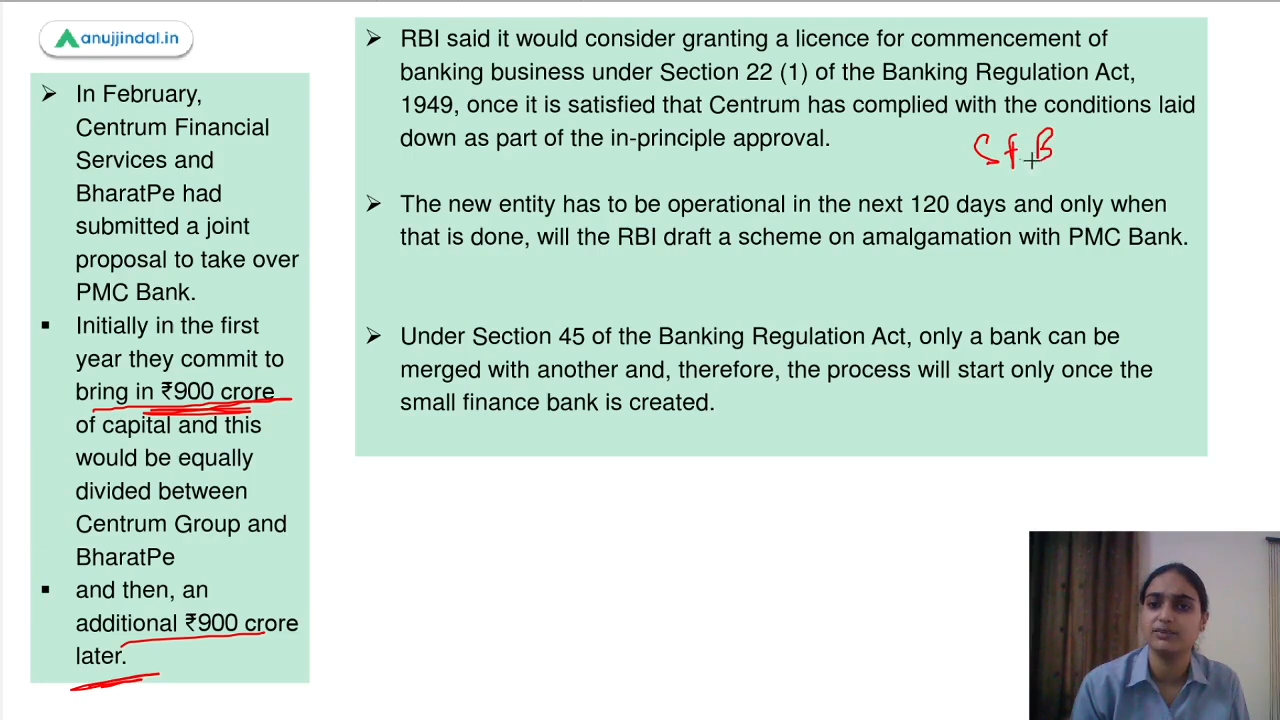 anujjindal.in
➢ In February,
Centrum Financial
Services and
BharatPe had
submitted a joint
proposal to take over
PMC Bank.
▪ Initially in the first
year they commit to
bring in ₹900 crore
of capital and this
would be equally
divided between
Centrum Group and
BharatPe
▪ and then, an
additional ₹900 crore
later.
➢ RBI said it would consider granting a licence for commencement of
banking business under Section 22 (1) of the Banking Regulation Act,
1949, once it is satisfied that Centrum has complied with the conditions laid
down as part of the in-principle approval.
SFB
➢ The new entity has to be operational in the next 120 days and only when
that is done, will the RBI draft a scheme on amalgamation with PMC Bank.
➢ Under Section 45 of the Banking Regulation Act, only a bank can be
merged with another and, therefore, the process will start only once the
small finance bank is created.